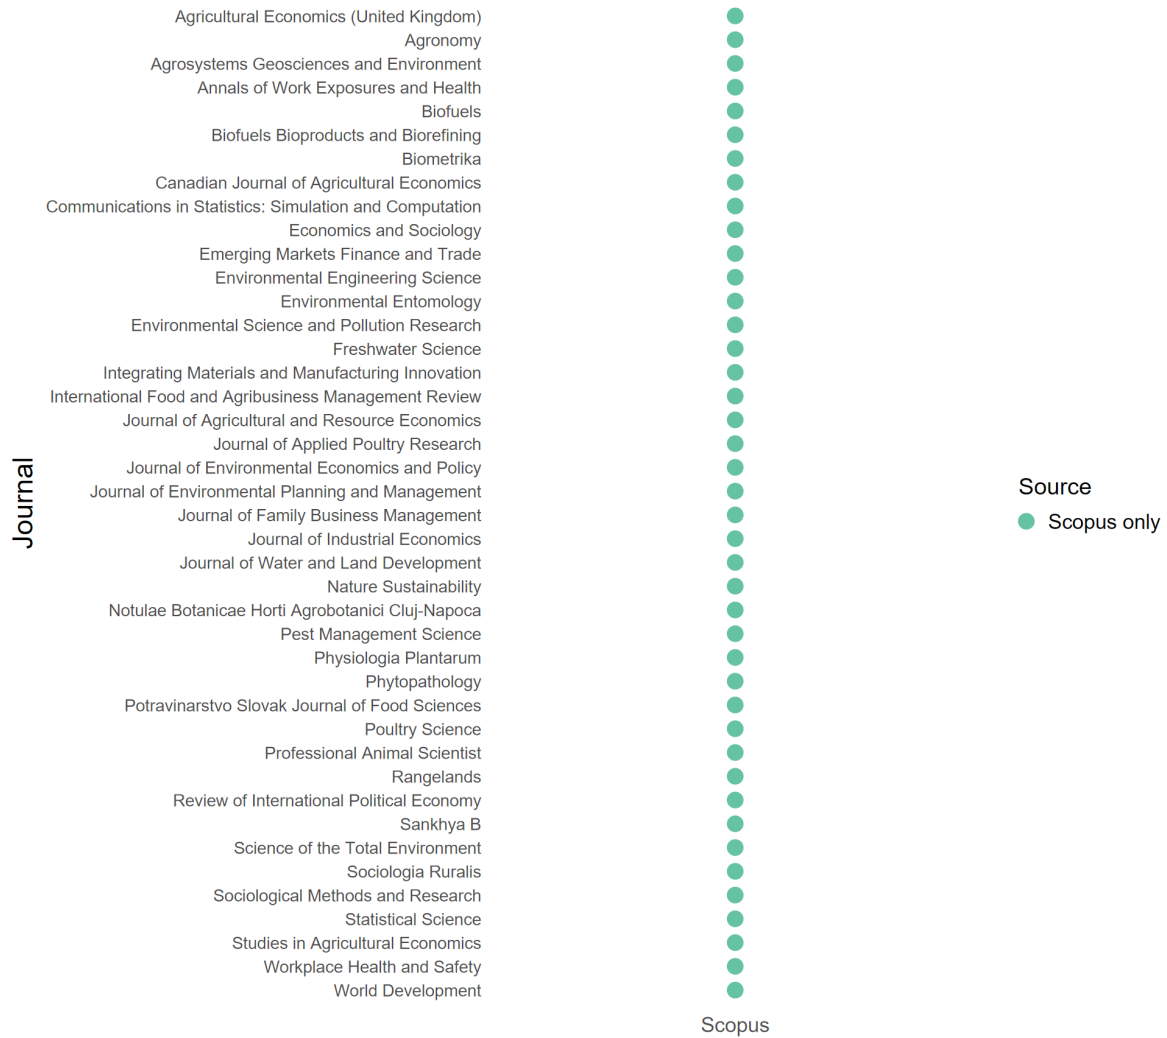 Agricultural Economics (United Kingdom)
Agronomy
Agrosystems Geosciences and Environment
Annals of Work Exposures and Health
Biofuels
Biofuels Bioproducts and Biorefining
Biometrika
Canadian Journal of Agricultural Economics
Communications in Statistics: Simulation and Computation
Economics and Sociology
Emerging Markets Finance and Trade
Environmental Engineering Science
Environmental Entomology
Environmental Science and Pollution Research
Freshwater Science
Integrating Materials and Manufacturing Innovation
International Food and Agribusiness Management Review
Journal of Agricultural and Resource Economics
Journal of Applied Poultry Research
Journal of Environmental Economics and Policy
Journal of Environmental Planning and Management
Journal of Family Business Management
Journal of Industrial Economics
Journal of Water and Land Development
Nature Sustainability
Notulae Botanicae Horti Agrobotanici Cluj-Napoca
Pest Management Science
Physiologia Plantarum
Phytopathology
Potravinarstvo Slovak Journal of Food Sciences
Poultry Science
Professional Animal Scientist
Rangelands
Review of International Political Economy
Sankhya B
Science of the Total Environment
Sociologia Ruralis
Sociological Methods and Research
Statistical Science
Studies in Agricultural Economics
Workplace Health and Safety
World Development
Journal
Scopus
Source
Scopus only